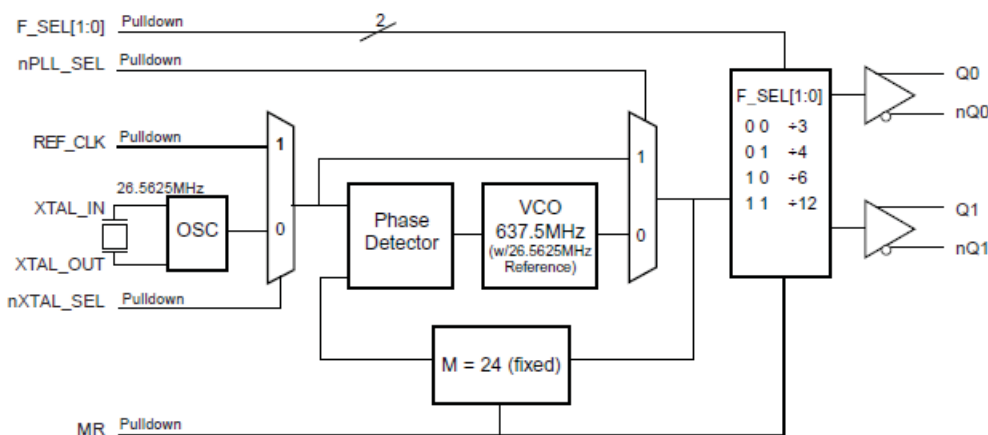 F_SEL[1:0] Pulldown 2
nPLL_SEL Pulldown
REF_CLK Pulldown
1
0
26.5625MHz
XTAL_IN
OSC
XTAL_OUT
nXTAL_SEL Pulldown
Phase
Detector
VCO
637.5MHz
(w/26.5625MHz
Reference)
1
0
M = 24 (fixed)
F_SEL[1:0]
0 0 ÷3
0 1 ÷4
1 0 ÷6
1 1 ÷12
Q0
nQ0
Q1
nQ1
MR Pulldown